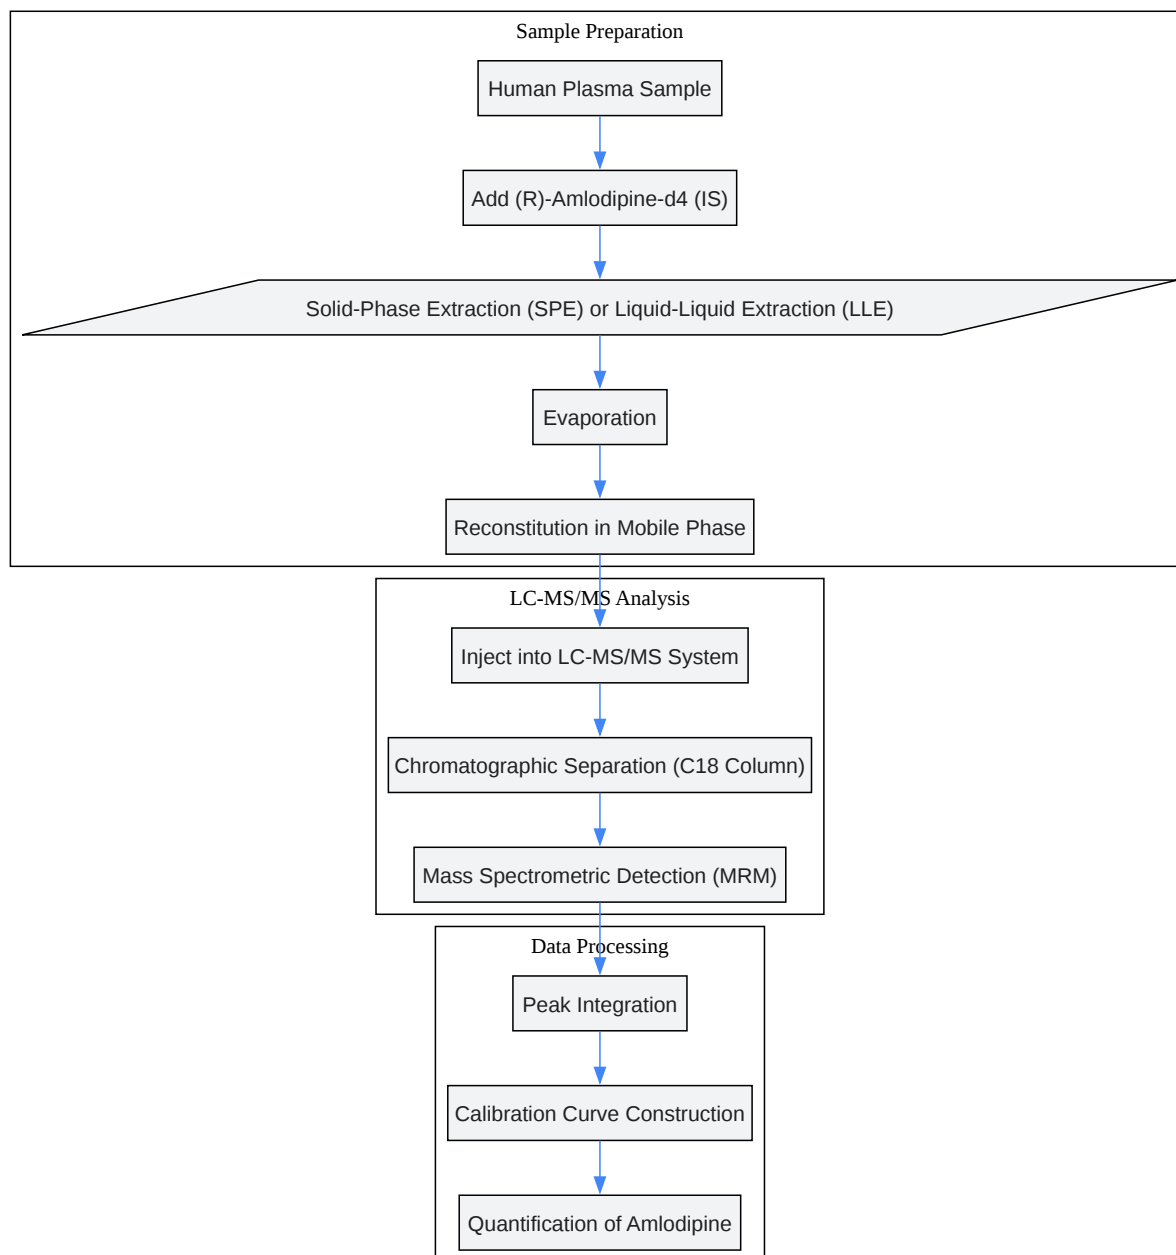 Sample Preparation
Human Plasma Sample
Add (R)-Amlodipine-d4 (IS)
Solid-Phase Extraction (SPE) or Liquid-Liquid Extraction (LLE)
Evaporation
Reconstitution in Mobile Phase
LC-MS/MS Analysis
Inject into LC-MS/MS System
Chromatographic Separation (C18 Column)
Mass Spectrometric Detection (MRM)
Data Processing
Peak Integration
Calibration Curve Construction
Quantification of Amlodipine